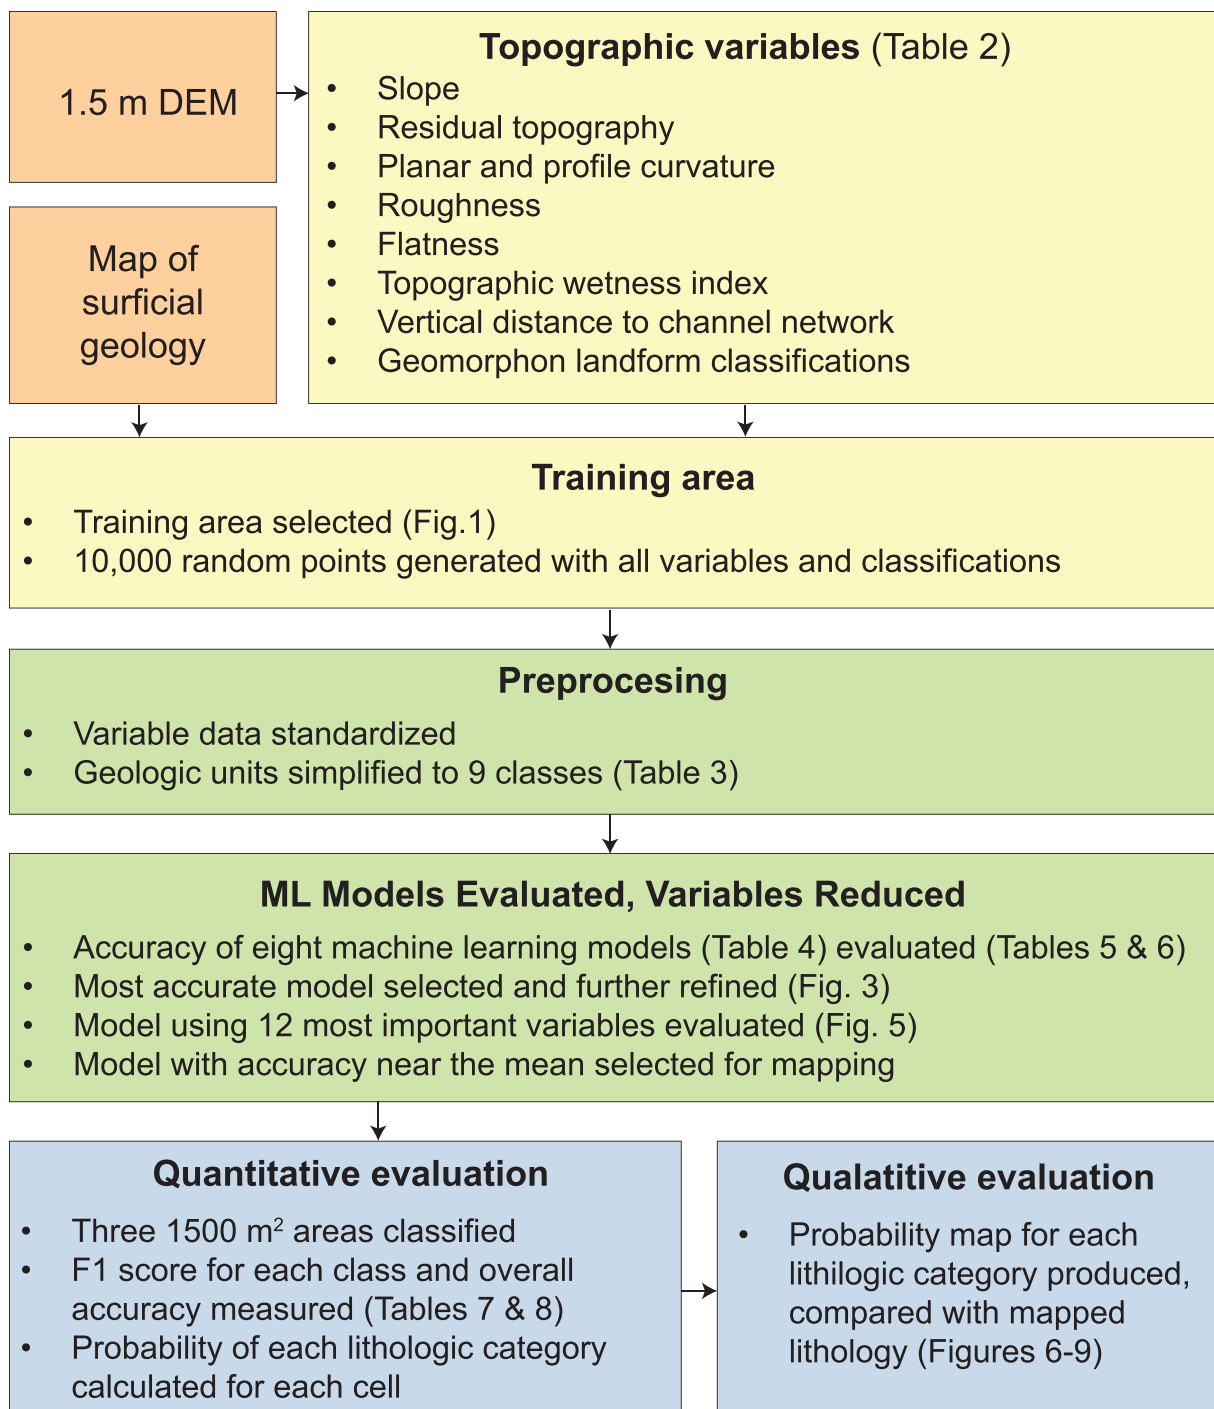 1.5 m DEM
Topographic variables (Table 2)
• Slope
• Residual topography
• Planar and profile curvature
• Roughness
• Flatness
• Topographic wetness index
• Vertical distance to channel network
• Geomorphon landform classifications
Map of
surficial
geology
Training area
• Training area selected (Fig.1)
• 10,000 random points generated with all variables and classifications
Preprocesing
• Variable data standardized
• Geologic units simplified to 9 classes (Table 3)
ML Models Evaluated, Variables Reduced
• Accuracy of eight machine learning models (Table 4) evaluated (Tables 5 & 6)
• Most accurate model selected and further refined (Fig. 3)
• Model using 12 most important variables evaluated (Fig. 5)
• Model with accuracy near the mean selected for mapping
Quantitative evaluation
• Three 1500 m² areas classified
• F1 score for each class and overall
accuracy measured (Tables 7 & 8)
• Probability of each lithologic category
calculated for each cell
Qualatitive evaluation
• Probability map for each
lithilogic category produced,
compared with mapped
lithology (Figures 6-9)